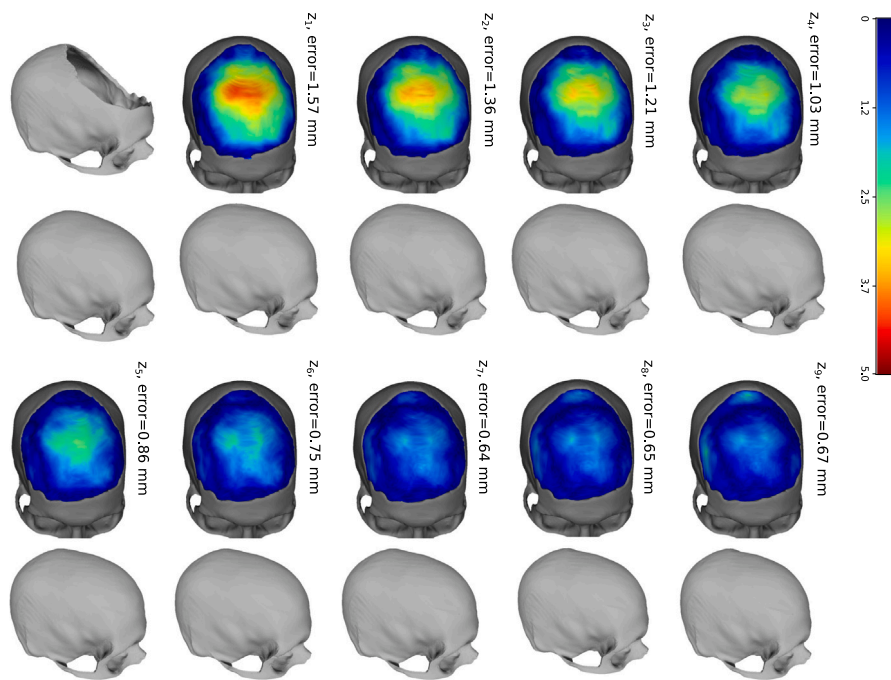 z1, error=1.57 mm
z2, error=1.36 mm
z3, error=1.21 mm
z4, error=1.03 mm
z5, error=0.86 mm
z6, error=0.75 mm
z7, error=0.64 mm
z8, error=0.65 mm
z9, error=0.67 mm
0
1.2
2.5
3.7
5.0